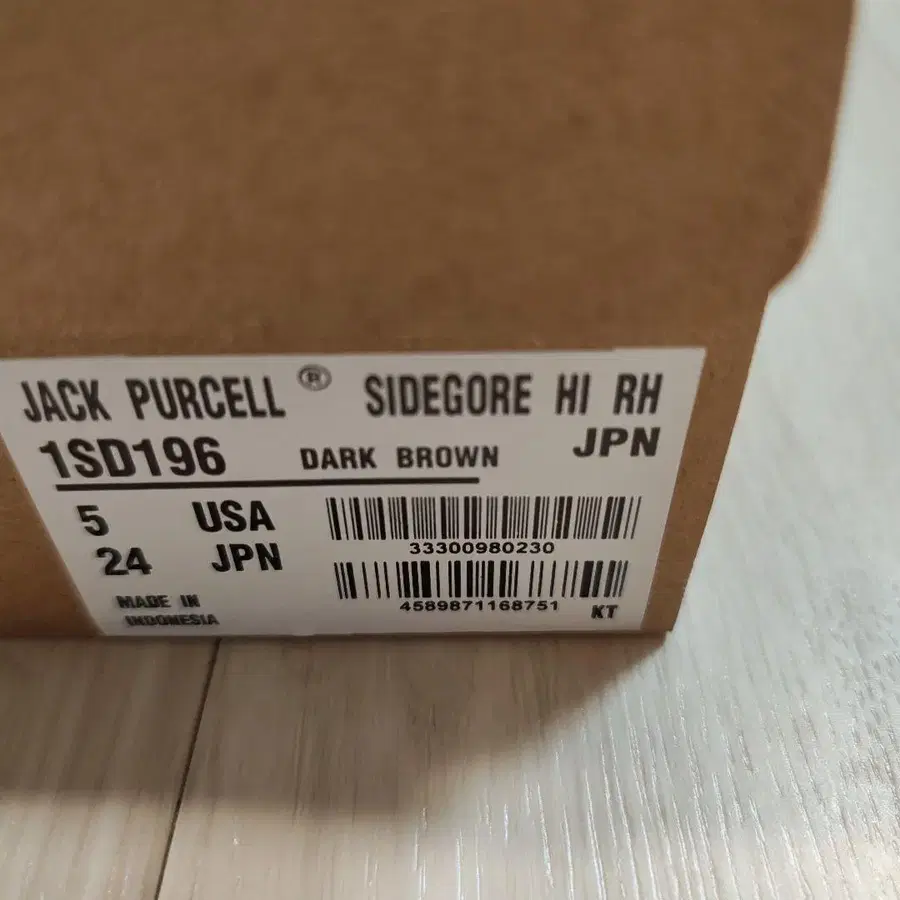 JACK PURCELL ® SIDEGORE HI RH
1SD196 DARK BROWN JPN
5 USA
24 JPN
33300980230
4589871168751
MADE IN
INDONESIA
KT